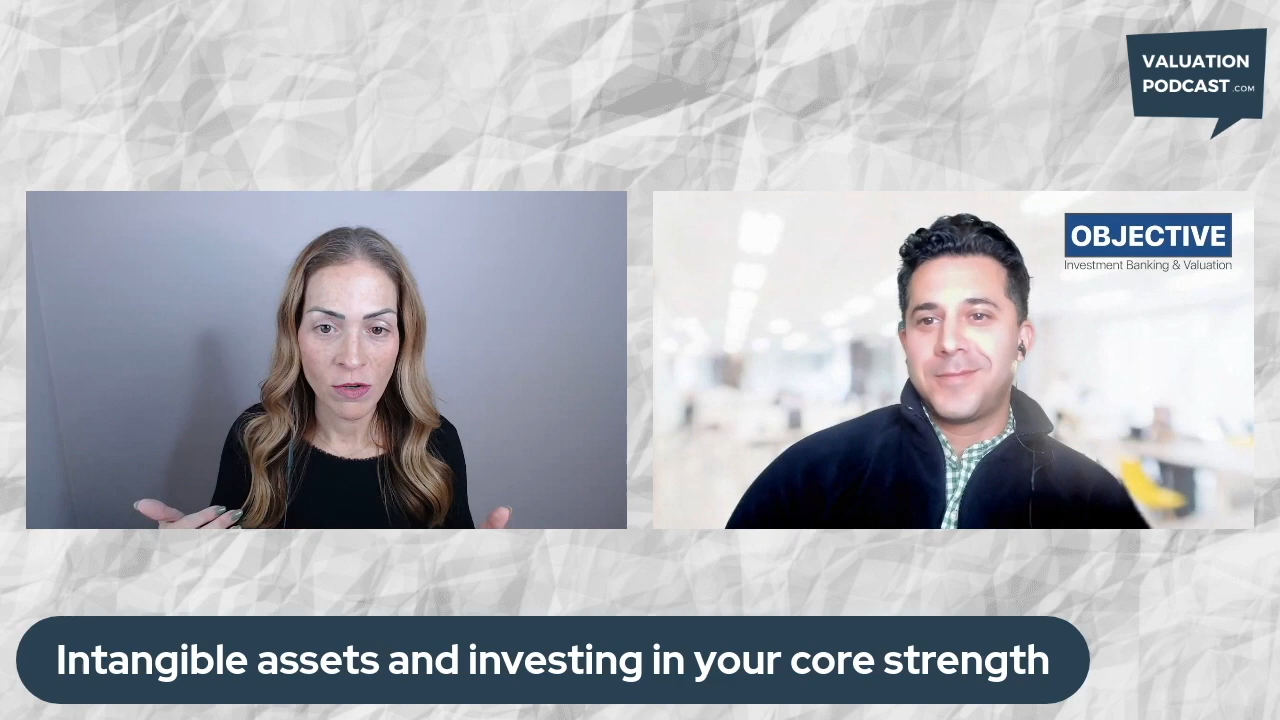 VALUATION
PODCAST.COM
OBJECTIVE
Investment Banking & Valuation
Intangible assets and investing in your core strength